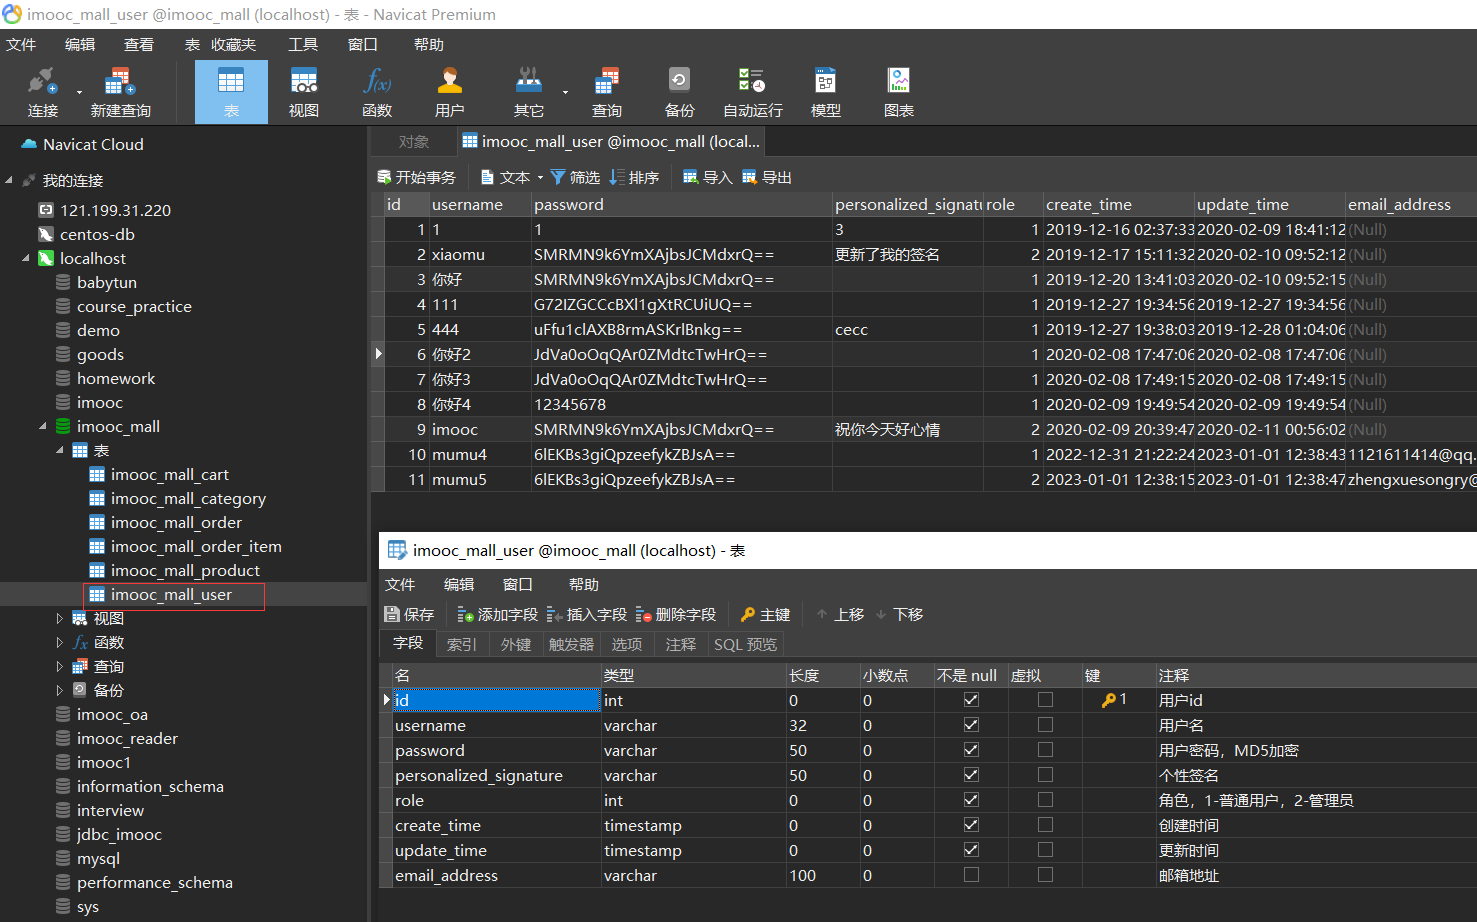 imooc_mall_user @imooc_mall (localhost) - 表 - Navicat Premium
文件 编辑 查看 表 收藏夹 工具 窗口 帮助
连接 新建查询 表 视图 函数 用户 其它 查询 备份 自动运行 模型 图表
Navicat Cloud
我的连接
121.199.31.220
centos-db
localhost
babytun
course_practice
demo
goods
homework
imooc
imooc_mall
表
imooc_mall_cart
imooc_mall_category
imooc_mall_order
imooc_mall_order_item
imooc_mall_product
imooc_mall_user
视图
函数
查询
备份
imooc_oa
imooc_reader
imooc1
information_schema
interview
jdbc_imooc
mysql
performance_schema
sys
对象 imooc_mall_user @imooc_mall (local...
开始事务 文本 筛选 排序 导入 导出
id username password personalized_signatu role create_time update_time email_address
1 1 1 3 1 2019-12-16 02:37:33 2020-02-09 18:41:12 (Null)
2 xiaomu SMRMN9k6YmXAjbsJCMdxrQ== 更新了我的签名 2 2019-12-17 15:11:32 2020-02-10 09:52:12 (Null)
3 你好 SMRMN9k6YmXAjbsJCMdxrQ== 1 2019-12-20 13:41:03 2020-02-10 09:52:15 (Null)
4 111 G72IZGCCcBXl1gXtRCUiUQ== 1 2019-12-27 19:34:56 2019-12-27 19:34:56 (Null)
5 444 uFfu1clAXB8rmASKrlBnkg== cecc 1 2019-12-27 19:38:03 2019-12-28 01:04:06 (Null)
6 你好2 JdVa0oOqQAr0ZMdtcTwHrQ== 1 2020-02-08 17:47:06 2020-02-08 17:47:06 (Null)
7 你好3 JdVa0oOqQAr0ZMdtcTwHrQ== 1 2020-02-08 17:49:15 2020-02-08 17:49:15 (Null)
8 你好4 12345678 1 2020-02-09 19:49:54 2020-02-09 19:49:54 (Null)
9 imooc SMRMN9k6YmXAjbsJCMdxrQ== 祝你今天好心情 2 2020-02-09 20:39:47 2020-02-11 00:56:02 (Null)
10 mumu4 6lEKBs3giQpzeefykZBJsA== 1 2022-12-31 21:22:24 2023-01-01 12:38:43 1121611414@qq.
11 mumu5 6lEKBs3giQpzeefykZBJsA== 2 2023-01-01 12:38:15 2023-01-01 12:38:47 zhengxuesongry@
imooc_mall_user @imooc_mall (localhost) - 表
文件 编辑 窗口 帮助
保存 添加字段 插入字段 删除字段 主键 上移 下移
字段 索引 外键 触发器 选项 注释 SQL 预览
名 类型 长度 小数点 不是 null 虚拟 键 注释
id int 0 0 1 用户id
username varchar 32 0 用户名
password varchar 50 0 用户密码，MD5加密
personalized_signature varchar 50 0 个性签名
role int 0 0 角色，1-普通用户，2-管理员
create_time timestamp 0 0 创建时间
update_time timestamp 0 0 更新时间
email_address varchar 100 0 邮箱地址